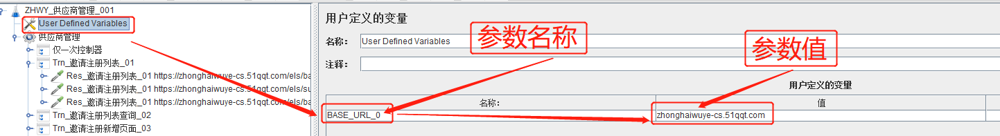 ZHWY_供应商管理_001
User Defined Variables
供应商管理
仅一次控制器
Trn_邀请注册列表_01
Res_邀请注册列表_01 https://zhonghaiwuye-cs.51qqt.com/els/ba
Res_邀请注册列表_01 https://zhonghaiwuye-cs.51qqt.com/els/su
Res_邀请注册列表_01 https://zhonghaiwuye-cs.51qqt.com/els/ba
Trn_邀请注册列表查询_02
Trn_邀请注册新增页面_03
用户定义的变量
名称: User Defined Variables
注释:
参数名称
参数值
用户定义的变量
名称: 值
BASE_URL_0 zhonghaiwuye-cs.51qqt.com